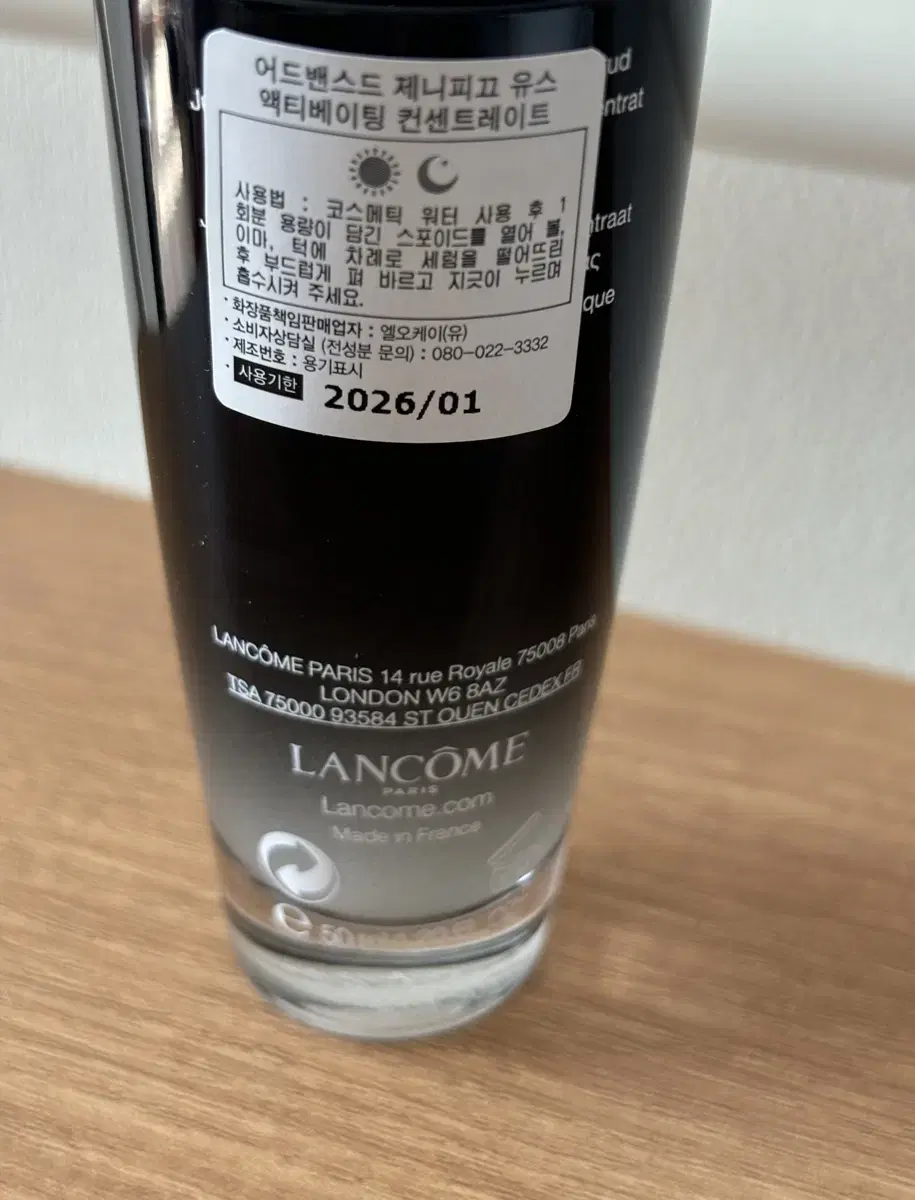 어드밴스드 제니피끄 유스
액티베이팅 컨센트레이트
사용법 : 코스메틱 워터 사용 후 1
회분 용량이 담긴 스포이드를 열어 볼,
이마, 턱에 차례로 세럼을 떨어뜨린
후 부드럽게 펴 바르고 지긋이 누르며
흡수시켜 주세요.
· 화장품책임판매업자 : 엘오케이(유)
· 소비자상담실 (전성분 문의) : 080-022-3332
· 제조번호 : 용기표시
· 사용기한 2026/01
LANCÔME PARIS 14 rue Royale 75008 Paris
LONDON W6 8AZ
TSA 75000 93584 ST OUEN CEDEX FR
LANCÔME
PARIS
Lancome.com
Made in France
e 50